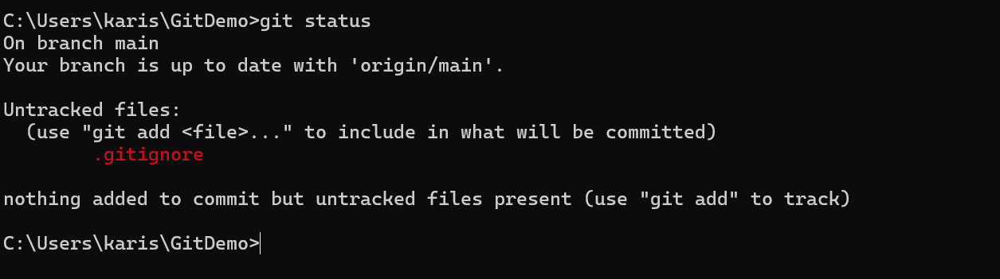 C:\Users\karis\GitDemo>git status
On branch main
Your branch is up to date with 'origin/main'.
Untracked files:
  (use "git add <file>..." to include in what will be committed)
        .gitignore
nothing added to commit but untracked files present (use "git add" to track)
C:\Users\karis\GitDemo>